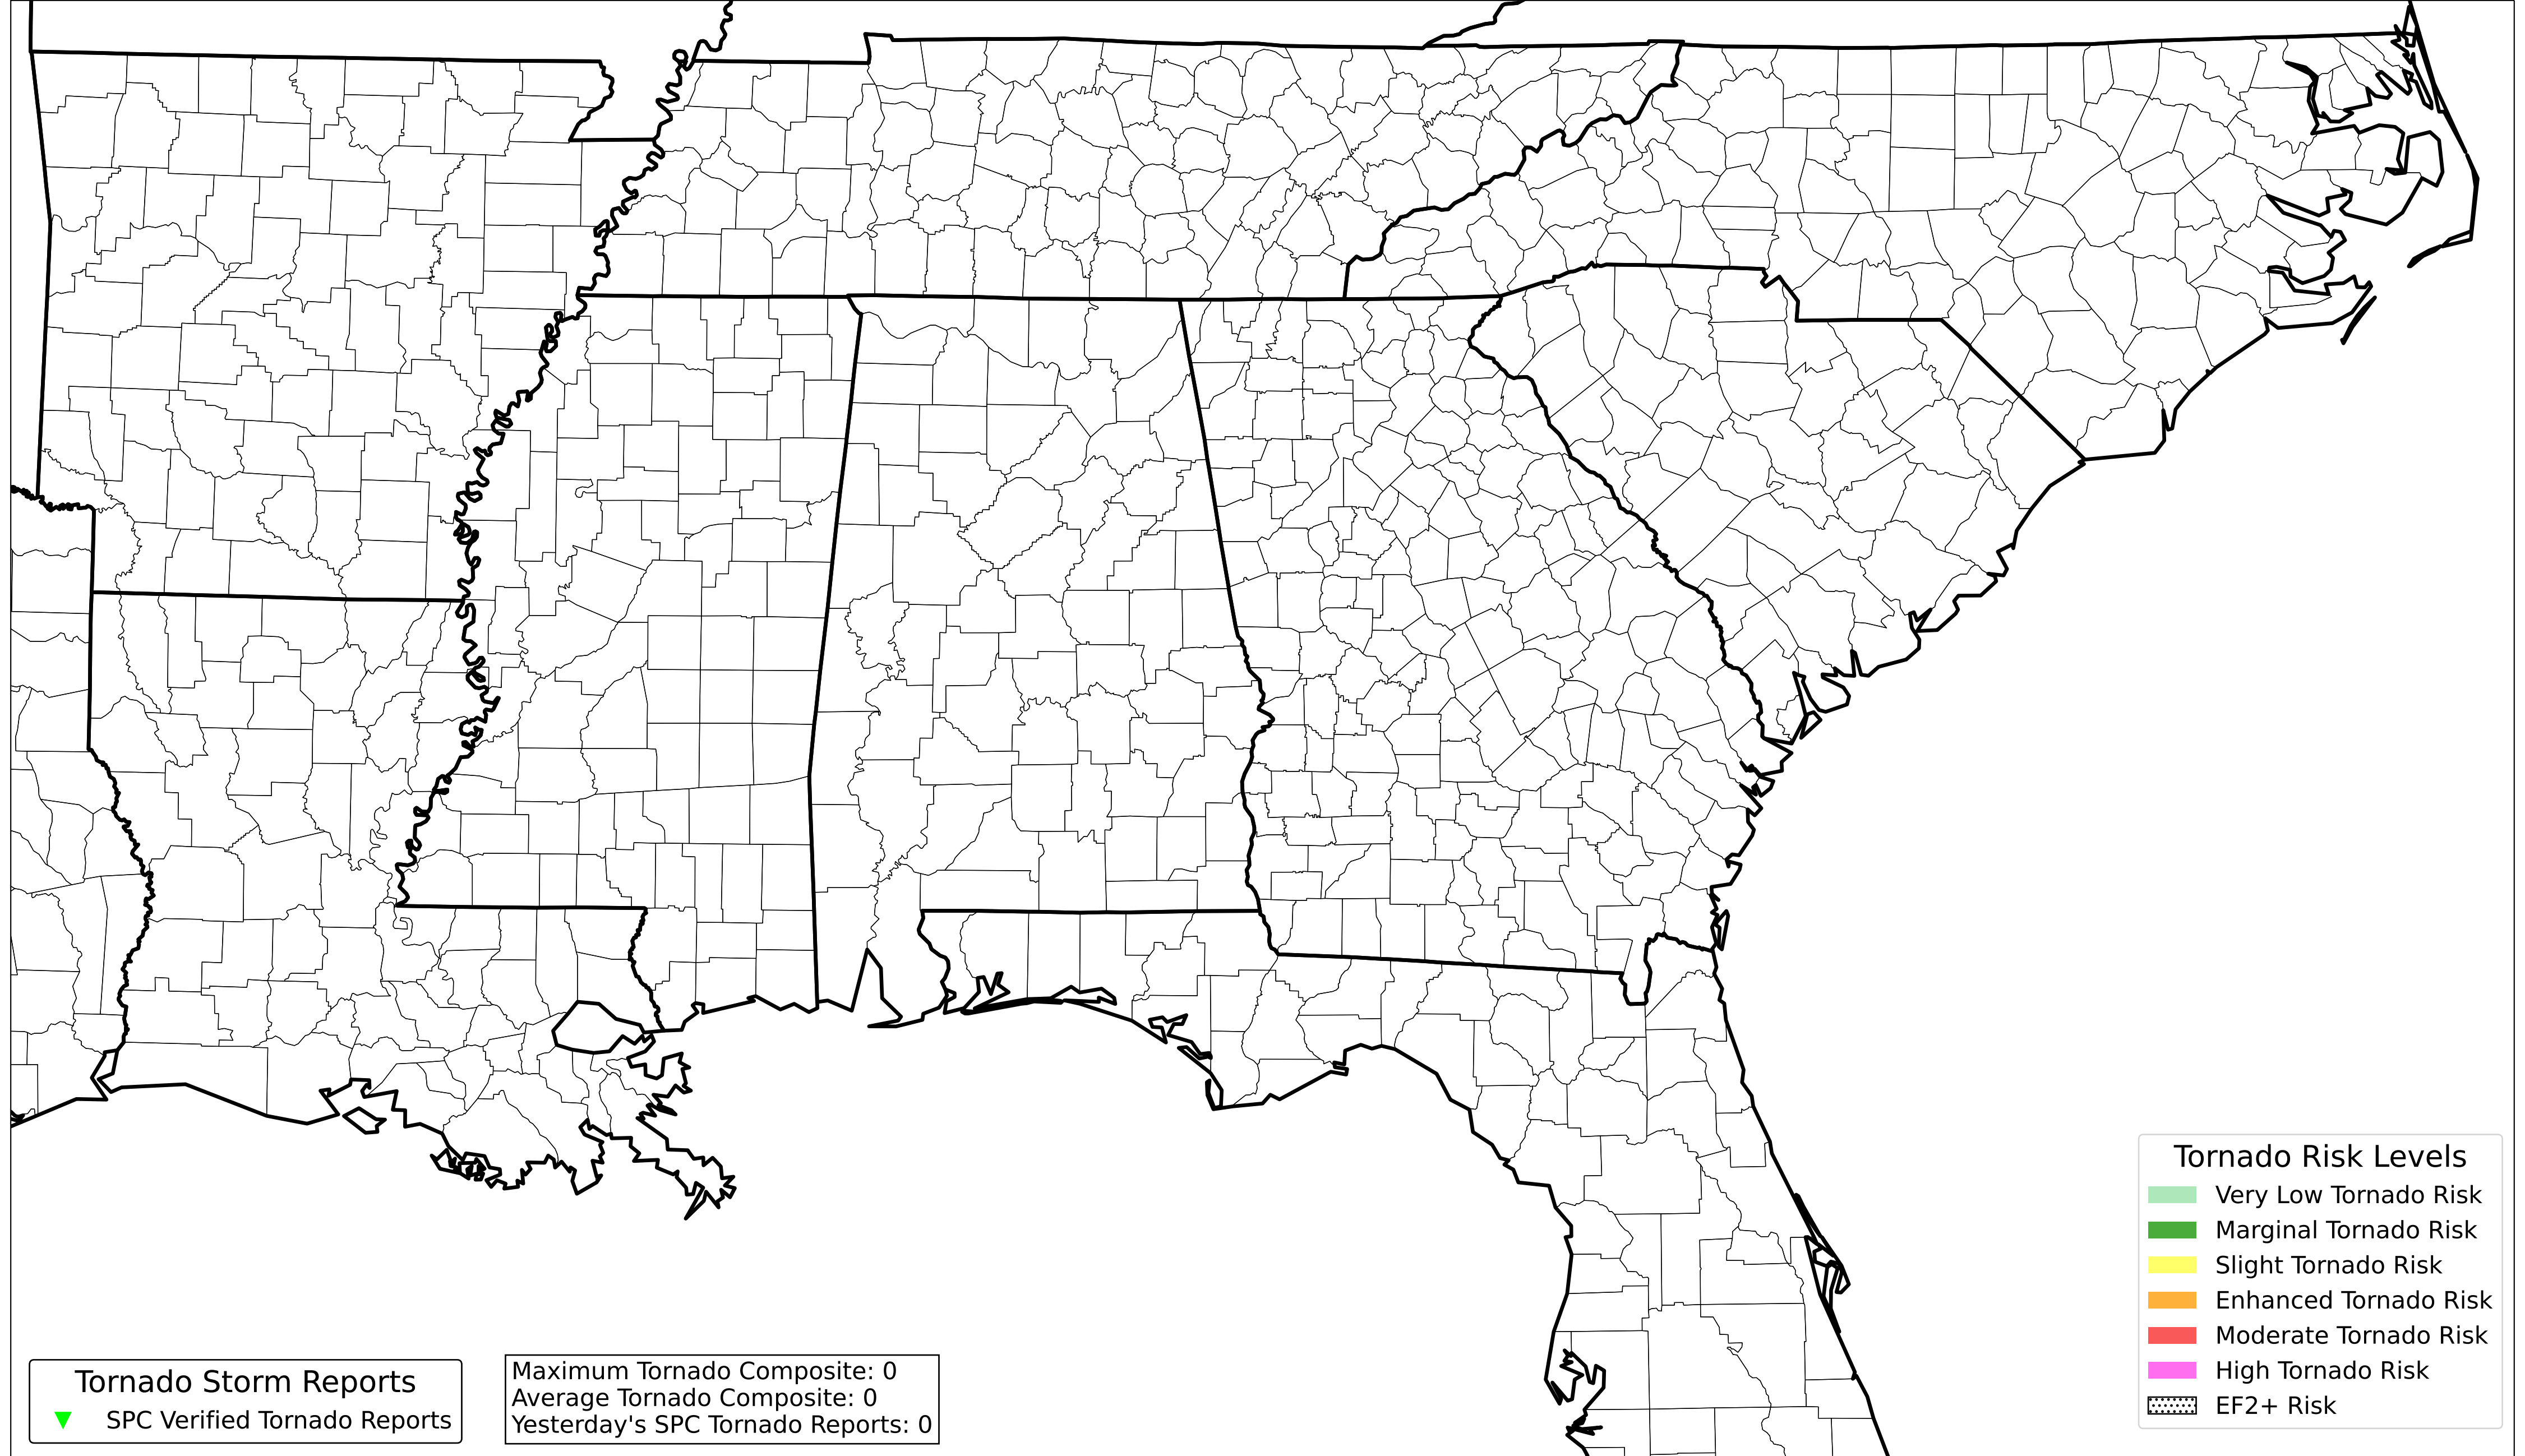 Tornado Risk Levels
Very Low Tornado Risk
Marginal Tornado Risk
Slight Tornado Risk
Enhanced Tornado Risk
Moderate Tornado Risk
High Tornado Risk
EF2+ Risk
Tornado Storm Reports
SPC Verified Tornado Reports
Maximum Tornado Composite: 0
Average Tornado Composite: 0
Yesterday's SPC Tornado Reports: 0